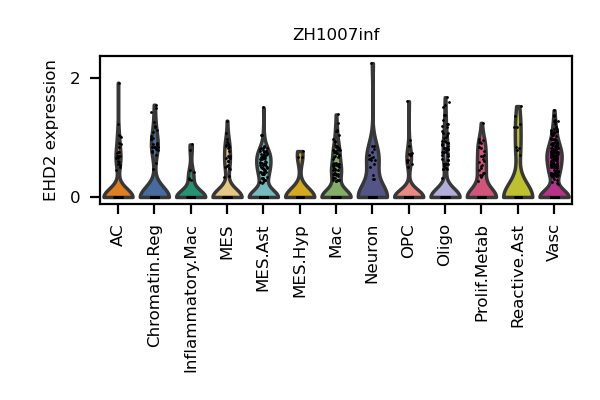 ZH1007inf
EHD2 expression
2
0
AC
Chromatin.Reg
Inflammatory.Mac
MES
MES.Ast
MES.Hyp
Mac
Neuron
OPC
Oligo
Prolif.Metab
Reactive.Ast
Vasc